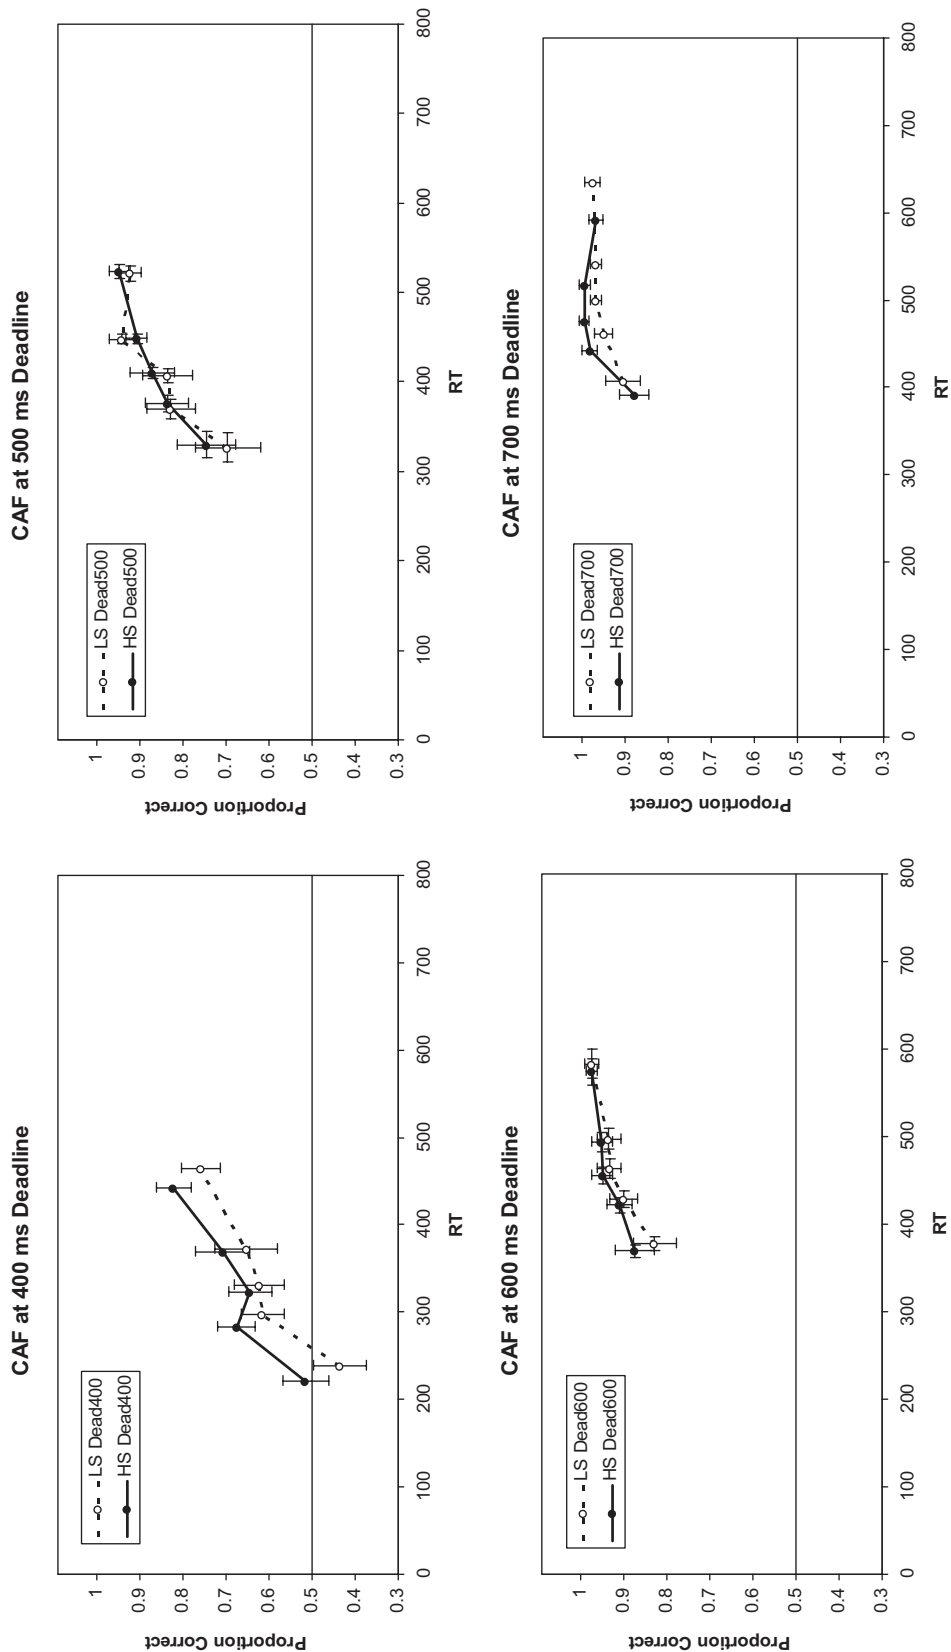 CAF at 400 ms Deadline
LS Dead400
HS Dead400
Proportion Correct
1
0.9
0.8
0.7
0.6
0.5
0.4
0.3
0 100 200 300 400 500 600 700 800
RT
CAF at 500 ms Deadline
LS Dead500
HS Dead500
Proportion Correct
1
0.9
0.8
0.7
0.6
0.5
0.4
0.3
0 100 200 300 400 500 600 700 800
RT
CAF at 600 ms Deadline
LS Dead600
HS Dead600
Proportion Correct
1
0.9
0.8
0.7
0.6
0.5
0.4
0.3
0 100 200 300 400 500 600 700 800
RT
CAF at 700 ms Deadline
LS Dead700
HS Dead700
Proportion Correct
1
0.9
0.8
0.7
0.6
0.5
0.4
0.3
0 100 200 300 400 500 600 700 800
RT